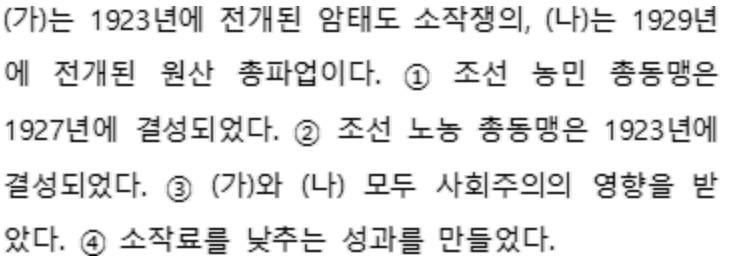 (가)는 1923년에 전개된 암태도 소작쟁의, (나)는 1929년
에 전개된 원산 총파업이다. ① 조선 농민 총동맹은
1927년에 결성되었다. ② 조선 노농 총동맹은 1923년에
결성되었다. ③ (가)와 (나) 모두 사회주의의 영향을 받
았다. ④ 소작료를 낮추는 성과를 만들었다.